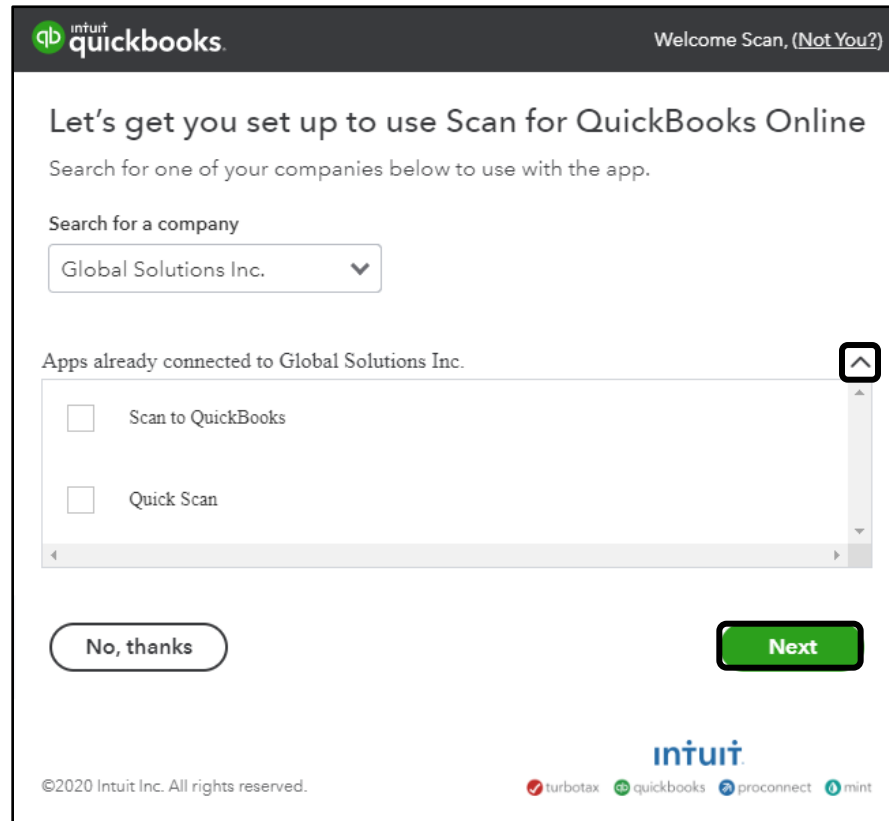 qb intuit quickbooks.
Welcome Scan, (Not You?)
Let's get you set up to use Scan for QuickBooks Online
Search for one of your companies below to use with the app.
Search for a company
Global Solutions Inc.
Apps already connected to Global Solutions Inc.
Scan to QuickBooks
Quick Scan
No, thanks
Next
intuit.
©2020 Intuit Inc. All rights reserved.
turbotax qb quickbooks proconnect mint